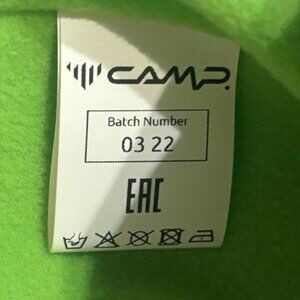 CAMP.
Batch Number
03 22
EAC